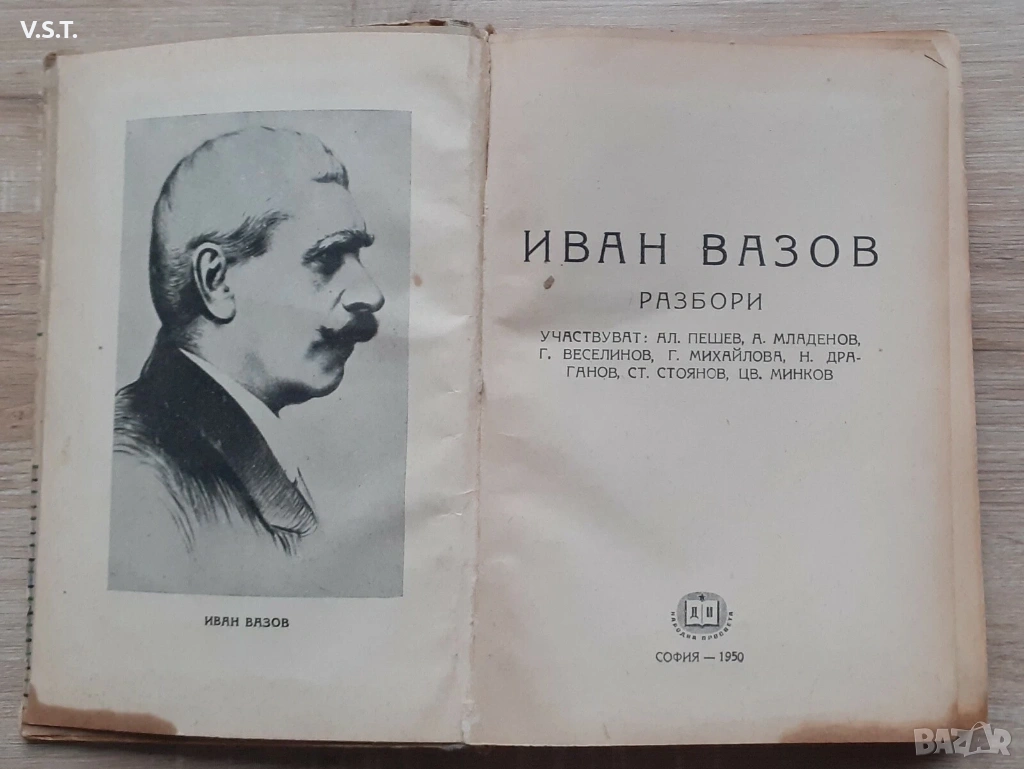 V.S.T.
ИВАН ВАЗОВ
ИВАН ВАЗОВ
РАЗБОРИ
УЧАСТВУВАТ: АЛ. ПЕШЕВ, А. МЛАДЕНОВ,
Г. ВЕСЕЛИНОВ, Г. МИХАЙЛОВА, Н. ДРА-
ГАНОВ, СТ. СТОЯНОВ, ЦВ. МИНКОВ
Д И
НАРОДНА ПРОСВЕТА
СОФИЯ — 1950
BAZAR